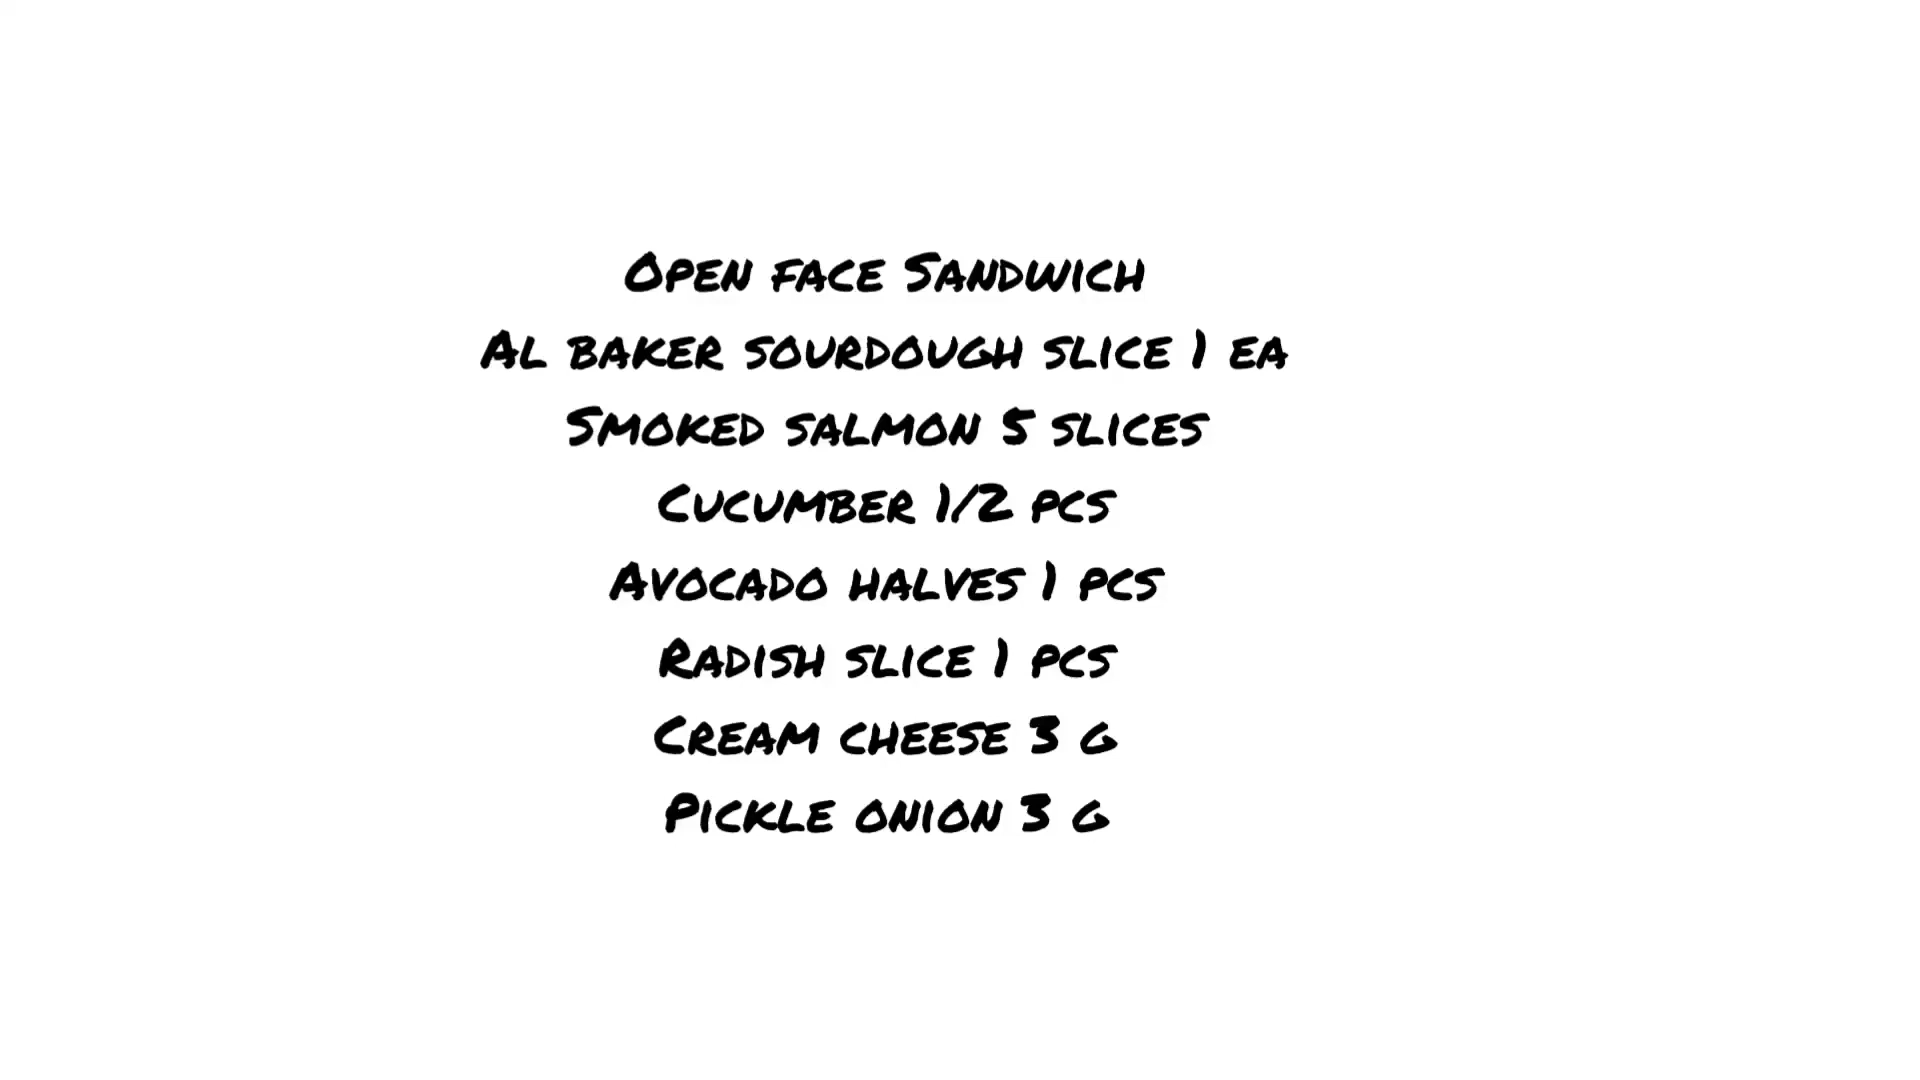 Open face Sandwich
Al baker sourdough slice 1 ea
Smoked salmon 5 slices
Cucumber 1/2 pcs
Avocado halves 1 pcs
Radish slice 1 pcs
Cream cheese 3 g
Pickle onion 3 g